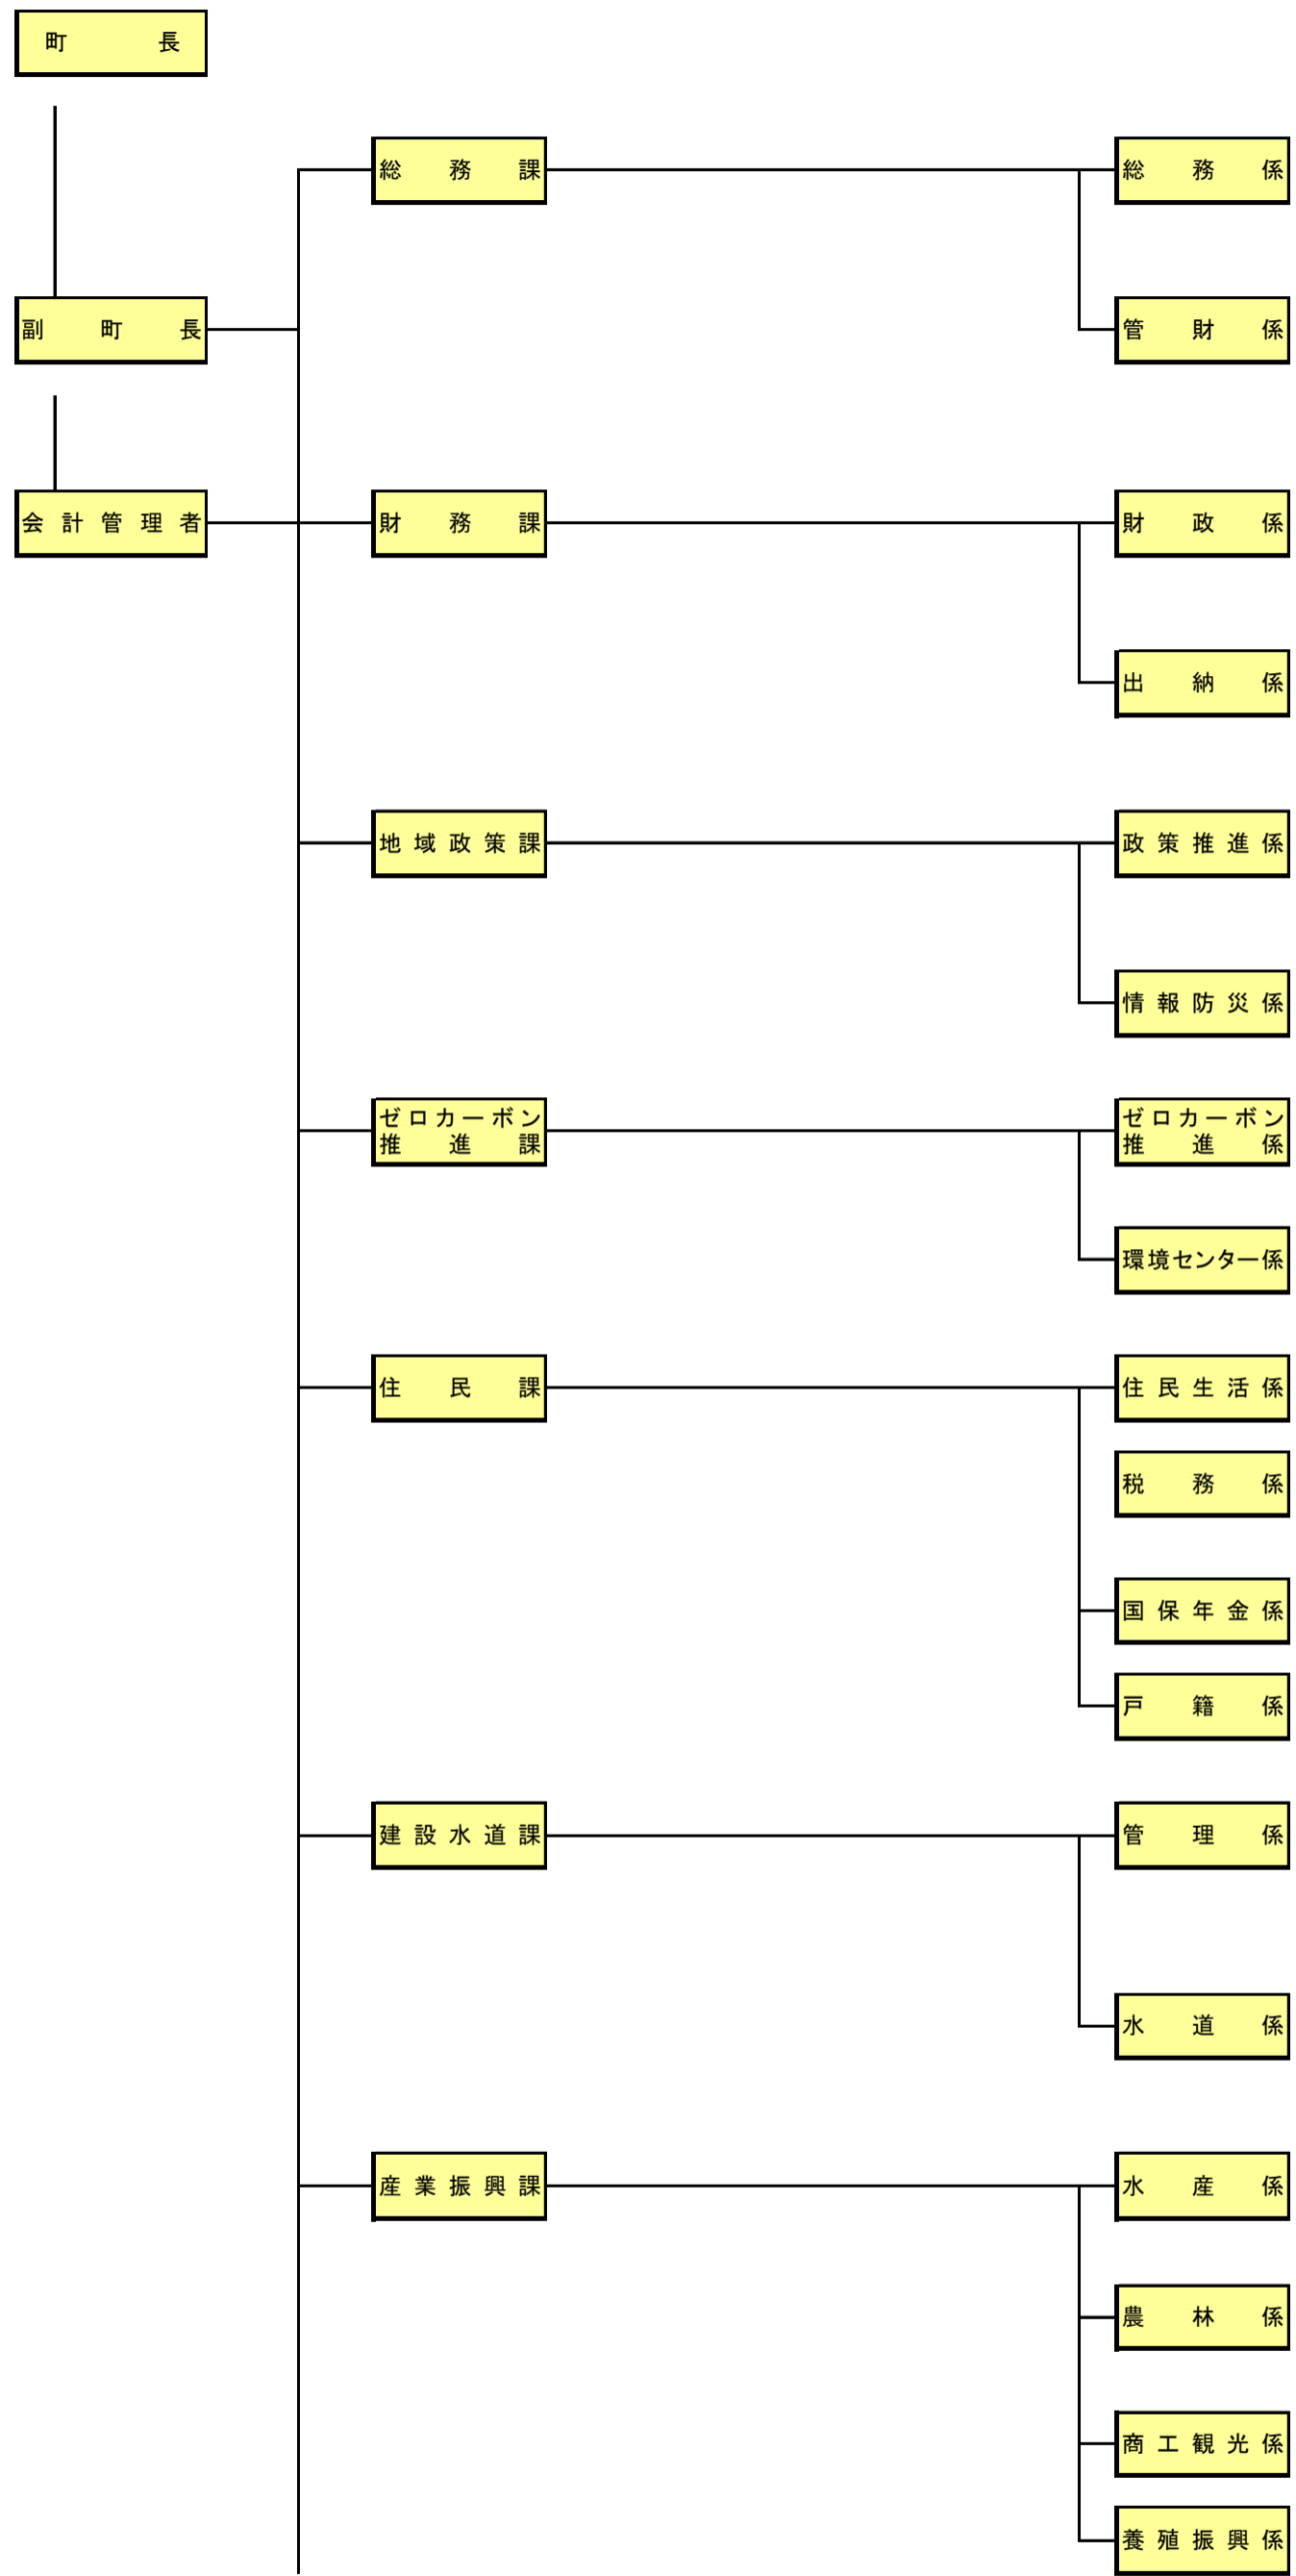 町長
総務課
総務係
副町長
管財係
会計管理者
財務課
財政係
出納係
地域政策課
政策推進係
情報防災係
ゼロカーボン
推進課
ゼロカーボン
推進係
環境センター係
住民課
住民生活係
税務係
国保年金係
戸籍係
建設水道課
管理係
水道係
産業振興課
水産係
農林係
商工観光係
養殖振興係